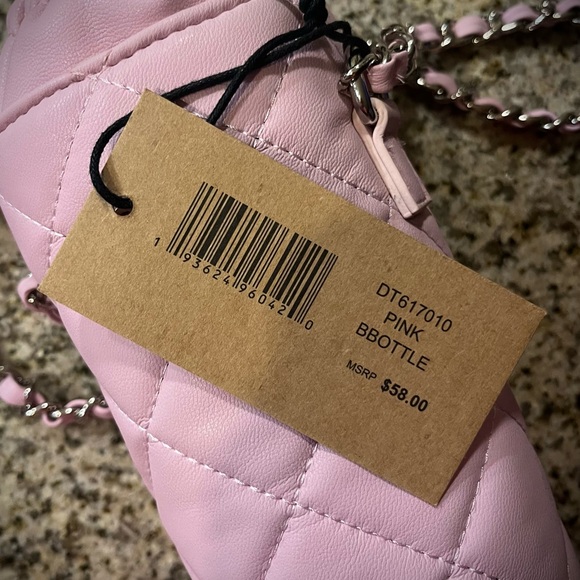 1 93624 96042 0
DT617010
PINK
BBOTTLE
MSRP $58.00